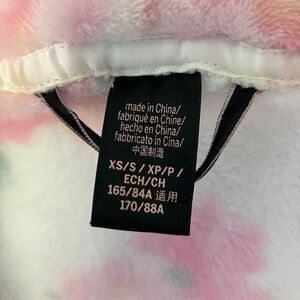 made in China/
fabriqué en Chine/
hecho en China/
fabbricato in Cina/
中国制造
XS/S / XP/P /
ECH/CH
165/84A 适用
170/88A